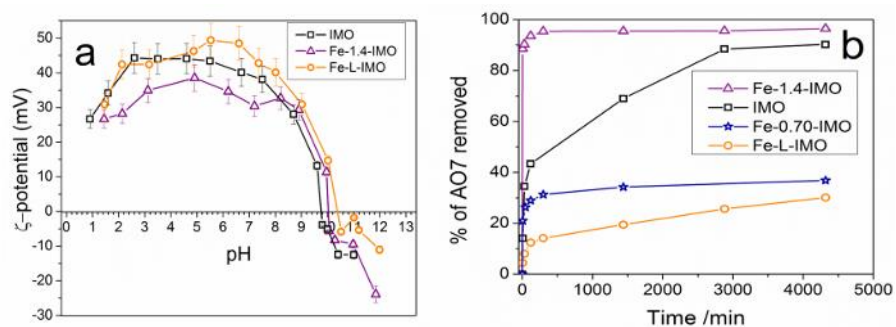 a
IMO
Fe-1.4-IMO
Fe-L-IMO
50
40
30
20
10
0
-10
-20
-30
ζ–potential (mV)
0 1 2 3 4 5 6 7 8 9 10 11 12 13
pH
b
Fe-1.4-IMO
IMO
Fe-0.70-IMO
Fe-L-IMO
100
80
60
40
20
0
% of AO7 removed
0 1000 2000 3000 4000 5000
Time /min